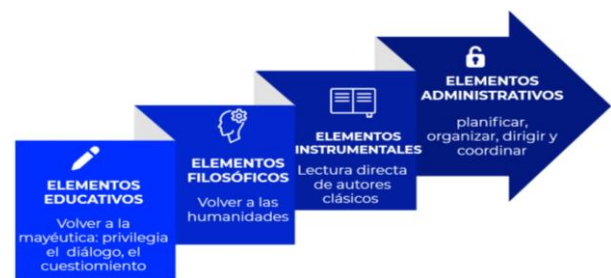 ELEMENTOS
EDUCATIVOS
Volver a la
mayéutica: privilegia
el diálogo, el
cuestiomiento
ELEMENTOS
FILOSÓFICOS
Volver a las
humanidades
ELEMENTOS
INSTRUMENTALES
Lectura directa
de autores
clásicos
ELEMENTOS
ADMINISTRATIVOS
planificar,
organizar, dirigir y
coordinar